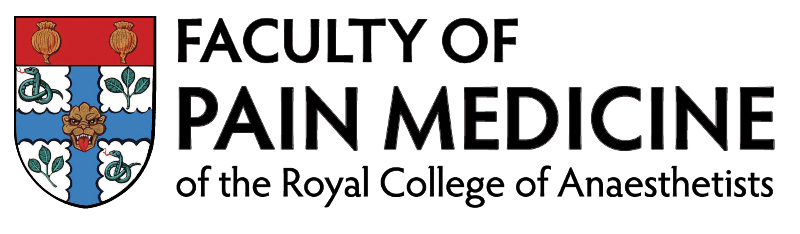 FACULTY OF
PAIN MEDICINE
of the Royal College of Anaesthetists